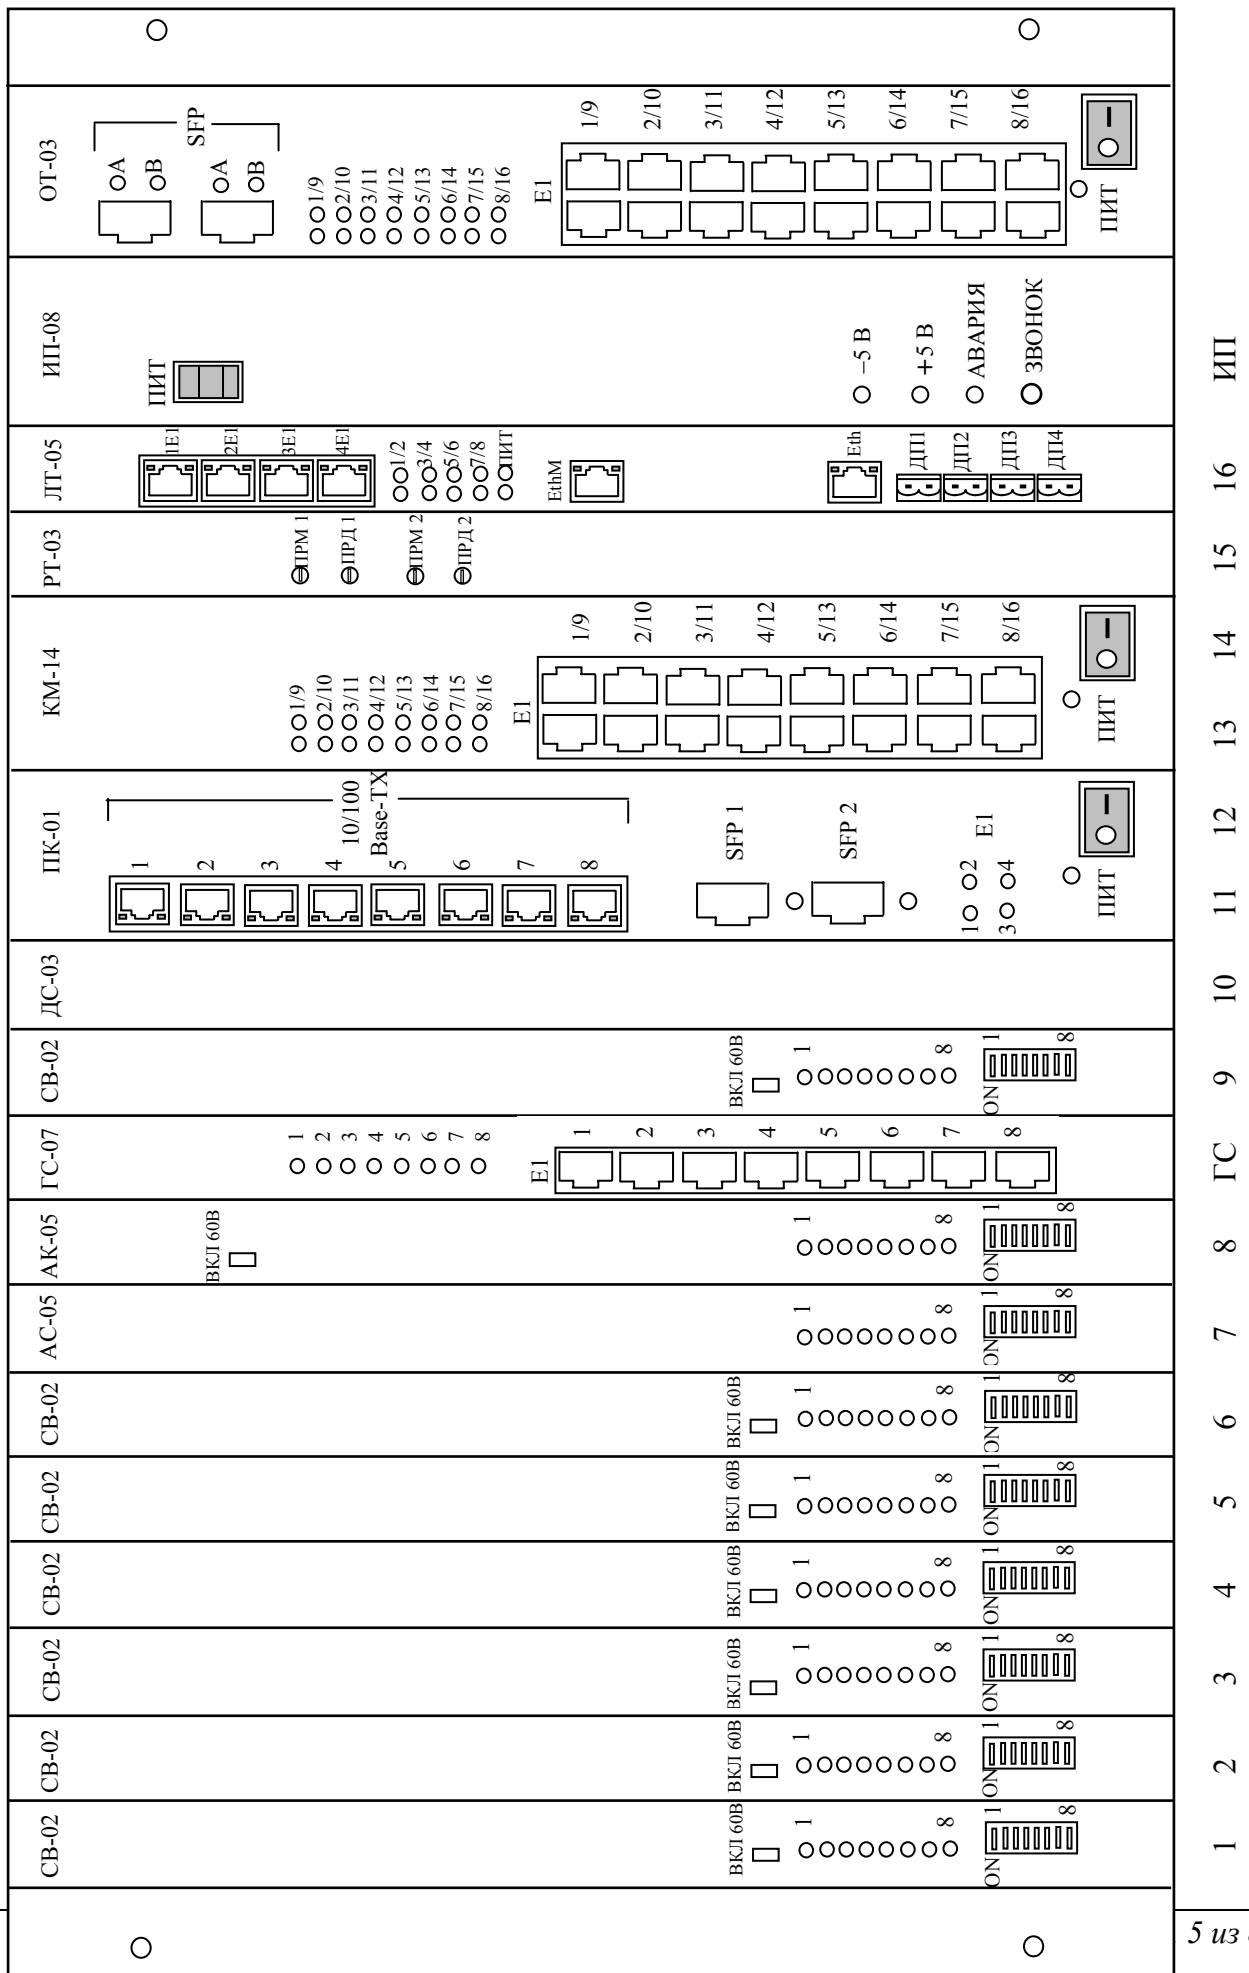 ОТ-03
SFP
A
B
A
B
1/9
2/10
3/11
4/12
5/13
6/14
7/15
8/16
E1
1/9
2/10
3/11
4/12
5/13
6/14
7/15
8/16
ПИТ
ИП-08
ПИТ
–5 В
+5 В
АВАРИЯ
ЗВОНОК
ИП
ЛТ-05
1E1
2E1
3E1
4E1
1/2
3/4
5/6
7/8
ПИТ
EthM
Eth
ДП1
ДП2
ДП3
ДП4
16
РТ-03
ПРМ 1
ПРД 1
ПРМ 2
ПРД 2
15
КМ-14
1/9
2/10
3/11
4/12
5/13
6/14
7/15
8/16
E1
1/9
2/10
3/11
4/12
5/13
6/14
7/15
8/16
ПИТ
14
13
ПК-01
10/100
Base-TX
1
2
3
4
5
6
7
8
SFP 1
SFP 2
E1
1
2
3
4
ПИТ
12
11
ДС-03
10
СВ-02
ВКЛ 60В
1
8
ON
1
8
9
ГС-07
1
2
3
4
5
6
7
8
E1
1
2
3
4
5
6
7
8
ГС
АК-05
ВКЛ 60В
1
8
ON
1
8
8
АС-05
1
8
ON
1
8
7
СВ-02
ВКЛ 60В
1
8
ON
1
8
6
СВ-02
ВКЛ 60В
1
8
ON
1
8
5
СВ-02
ВКЛ 60В
1
8
ON
1
8
4
СВ-02
ВКЛ 60В
1
8
ON
1
8
3
СВ-02
ВКЛ 60В
1
8
ON
1
8
2
СВ-02
ВКЛ 60В
1
8
ON
1
8
1
5 из